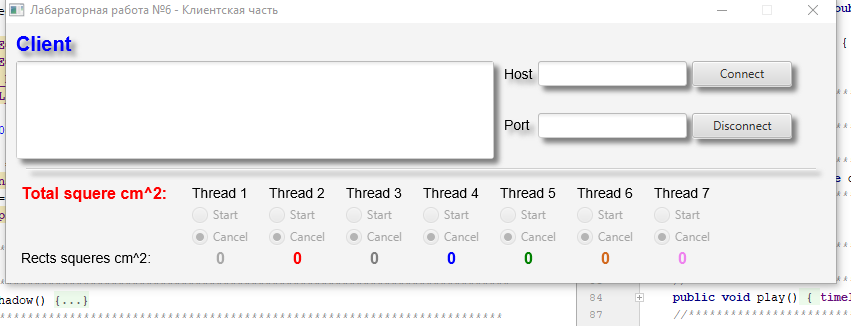 Лабараторная работа №6 - Клиентская часть
Client
Host
Connect
Port
Disconnect
Total squere cm^2:
Thread 1 Thread 2 Thread 3 Thread 4 Thread 5 Thread 6 Thread 7
Start Start Start Start Start Start Start
Cancel Cancel Cancel Cancel Cancel Cancel Cancel
Rects squeres cm^2: 0 0 0 0 0 0 0
hadow() {...}
84 public void play() { timel
87 //************************